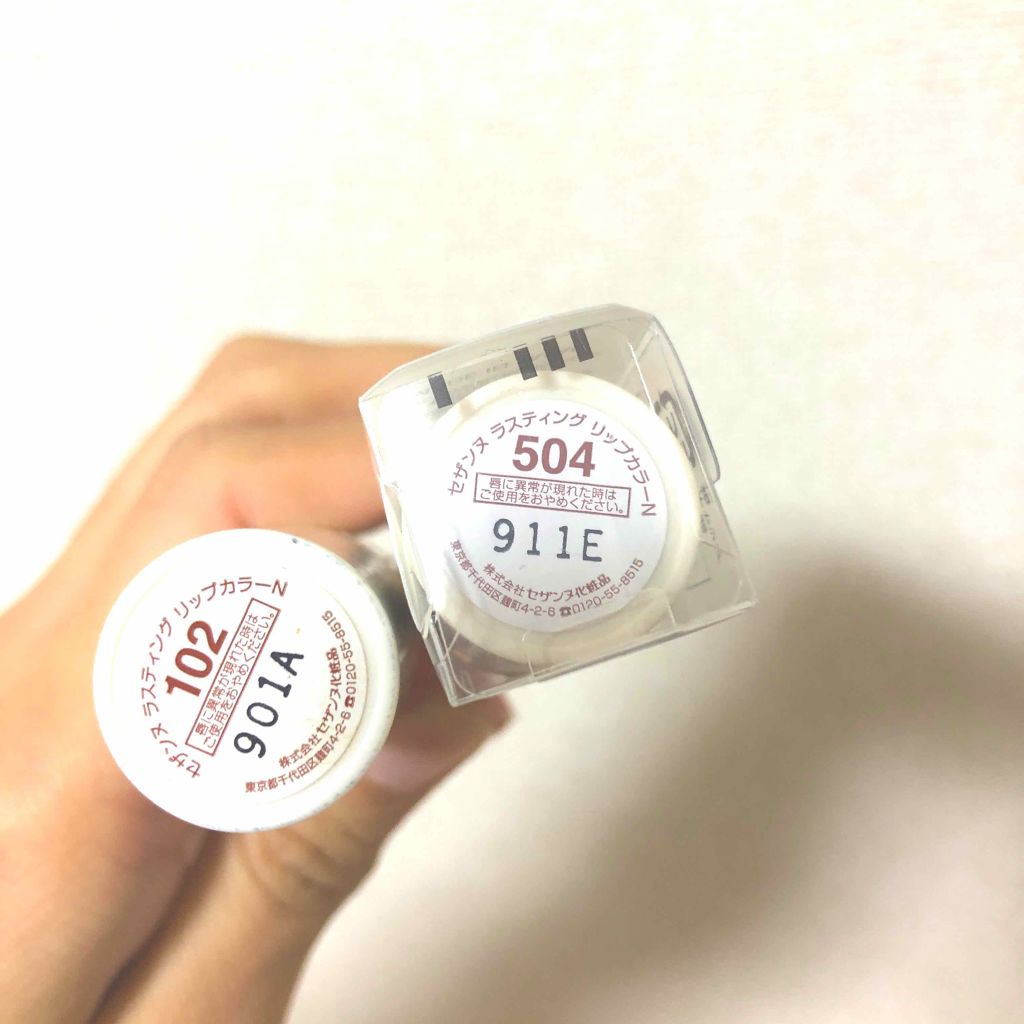 セザンヌ ラスティング リップカラーN
504
唇に異常が現れた時は
ご使用をおやめください。
911E
株式会社 セザンヌ化粧品
東京都千代田区麹町4-2-6 ☎0120-55-8515
セザンヌ ラスティング リップカラーN
102
唇に異常が現れた時は
ご使用をおやめください。
901A
株式会社 セザンヌ化粧品
東京都千代田区麹町4-2-6 ☎0120-55-8515